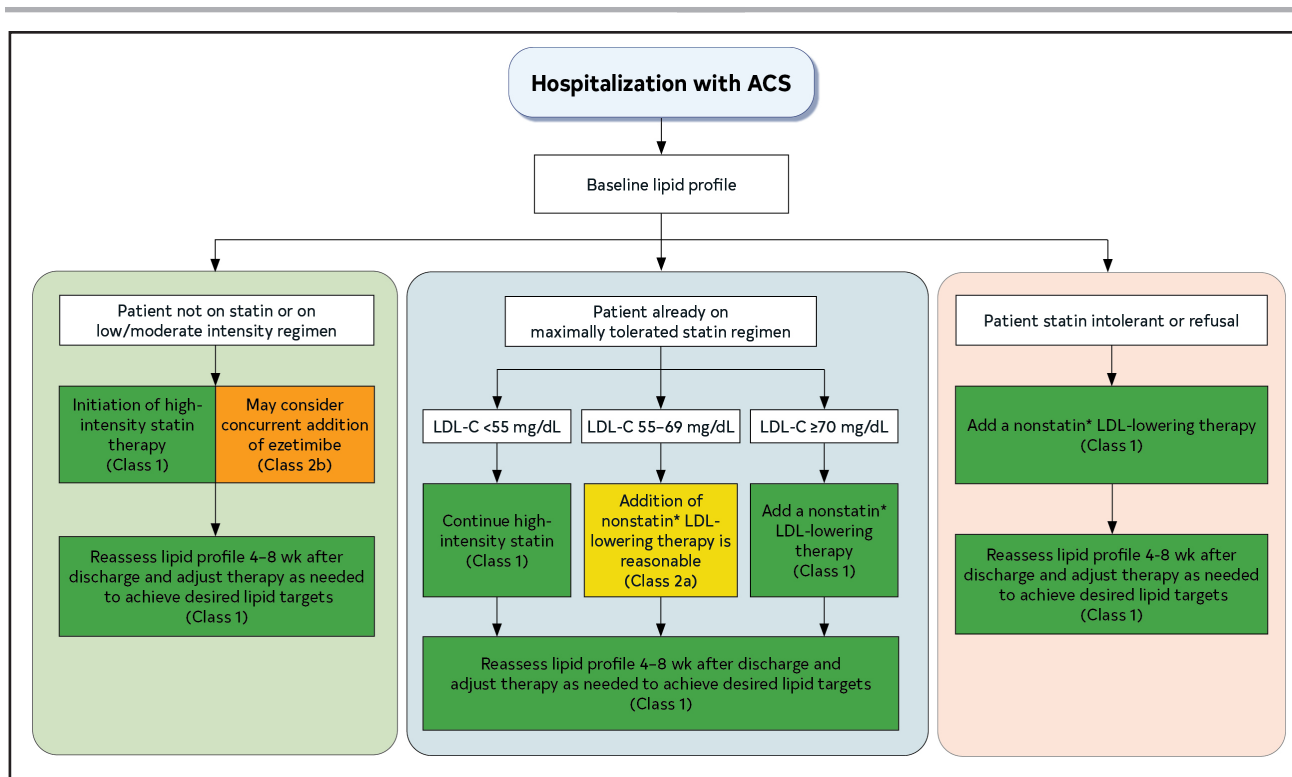 Hospitalization with ACS
Baseline lipid profile
Patient not on statin or on
low/moderate intensity regimen
Initiation of high-
intensity statin
therapy
(Class 1)
May consider
concurrent addition
of ezetimibe
(Class 2b)
Reassess lipid profile 4–8 wk after
discharge and adjust therapy as needed
to achieve desired lipid targets
(Class 1)
Patient already on
maximally tolerated statin regimen
LDL-C <55 mg/dL
LDL-C 55–69 mg/dL
LDL-C ≥70 mg/dL
Continue high-
intensity statin
(Class 1)
Addition of
nonstatin* LDL-
lowering therapy is
reasonable
(Class 2a)
Add a nonstatin*
LDL-lowering
therapy
(Class 1)
Reassess lipid profile 4–8 wk after discharge and
adjust therapy as needed to achieve desired lipid targets
(Class 1)
Patient statin intolerant or refusal
Add a nonstatin* LDL-lowering therapy
(Class 1)
Reassess lipid profile 4-8 wk after
discharge and adjust therapy as needed
to achieve desired lipid targets
(Class 1)